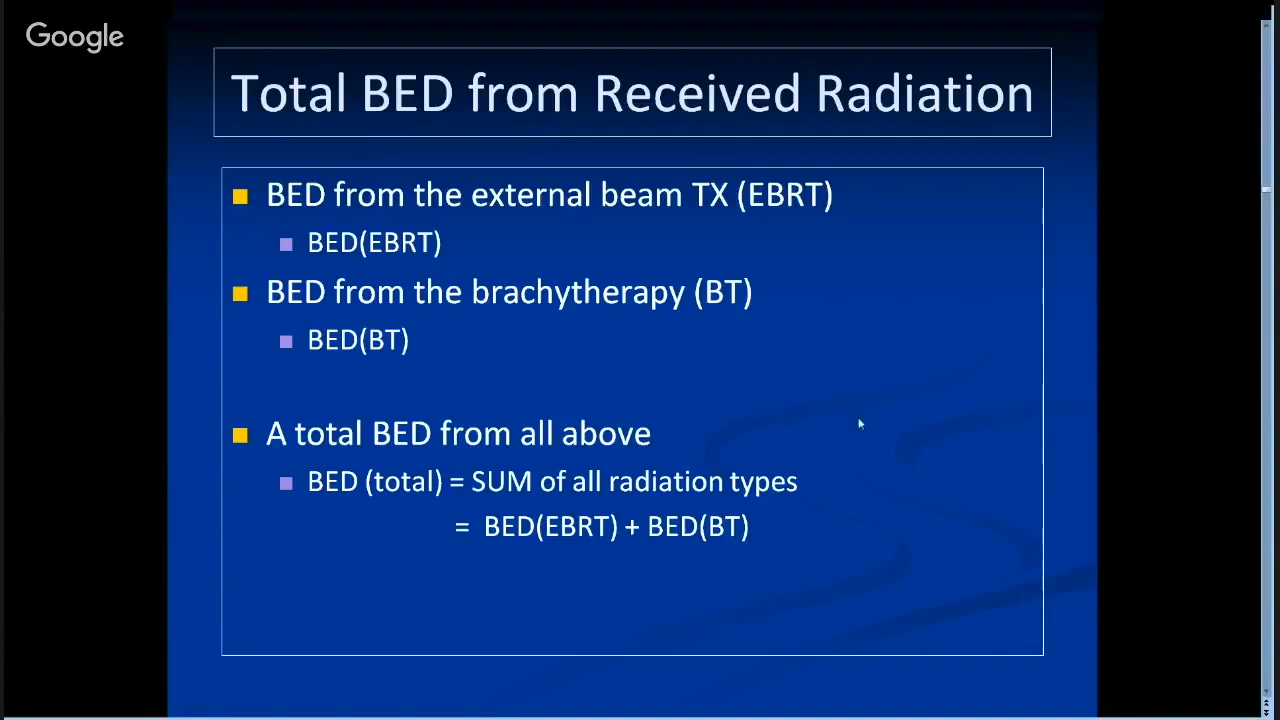 Google
Total BED from Received Radiation
BED from the external beam TX (EBRT)
BED(EBRT)
BED from the brachytherapy (BT)
BED(BT)
A total BED from all above
BED (total) = SUM of all radiation types
= BED(EBRT) + BED(BT)